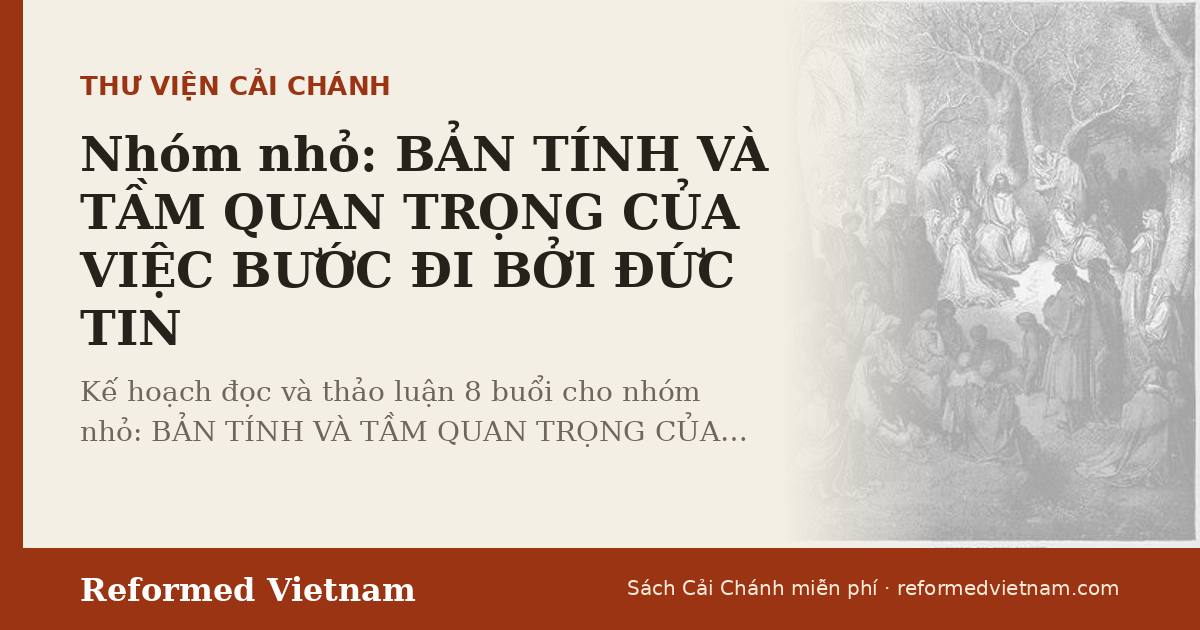 THƯ VIỆN CẢI CHÁNH
Nhóm nhỏ: BẢN TÍNH VÀ
TẦM QUAN TRỌNG CỦA
VIỆC BƯỚC ĐI BỞI ĐỨC
TIN
Kế hoạch đọc và thảo luận 8 buổi cho nhóm
nhỏ: BẢN TÍNH VÀ TẦM QUAN TRỌNG CỦA...
Reformed Vietnam
Sách Cải Chánh miễn phí · reformedvietnam.com